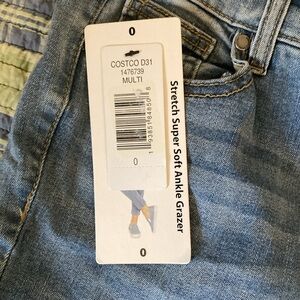 0
COSTCO D31
1476739
MULTI
0
Stretch Super Soft Ankle Grazer
0